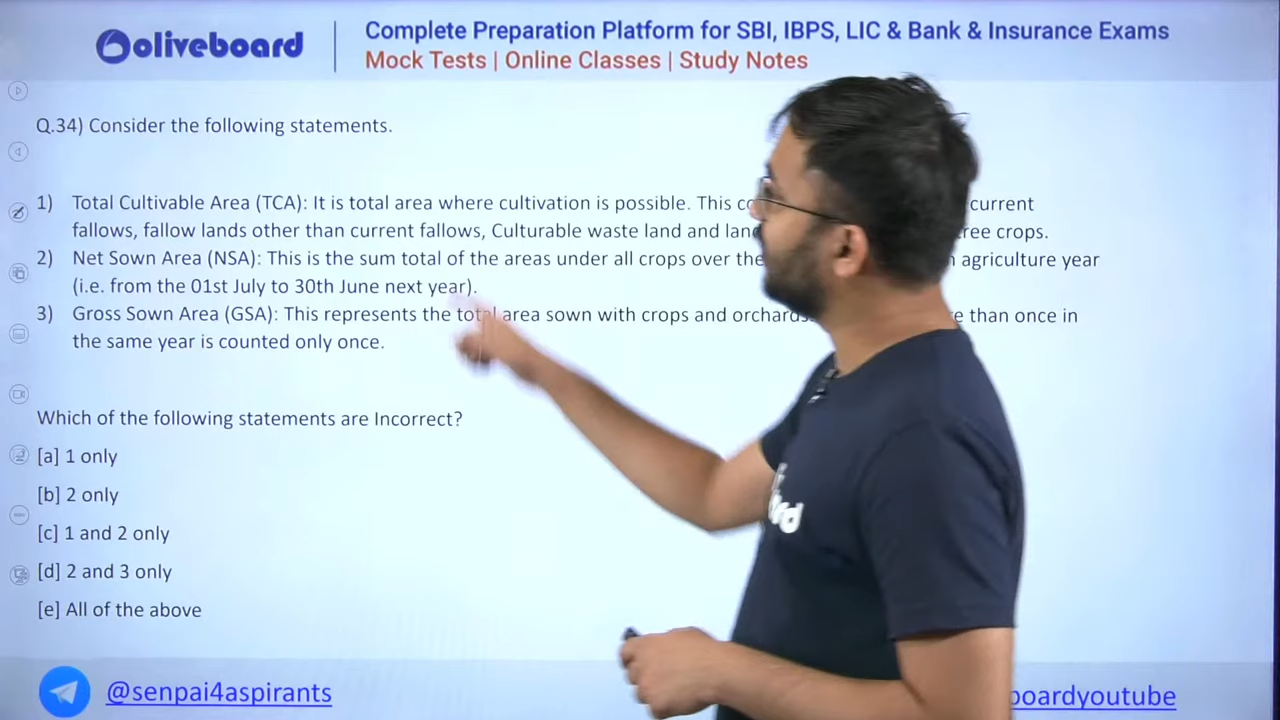 oliveboard
Complete Preparation Platform for SBI, IBPS, LIC & Bank & Insurance Exams
Mock Tests | Online Classes | Study Notes
Q.34) Consider the following statements.
1) Total Cultivable Area (TCA): It is total area where cultivation is possible. This current
fallows, fallow lands other than current fallows, Culturable waste land and crops.
2) Net Sown Area (NSA): This is the sum total of the areas under all crops over the agriculture year
(i.e. from the 01st July to 30th June next year).
3) Gross Sown Area (GSA): This represents the total area sown with crops and orchards than once in
the same year is counted only once.
Which of the following statements are Incorrect?
[a] 1 only
[b] 2 only
[c] 1 and 2 only
[d] 2 and 3 only
[e] All of the above
@senpai4aspirants
boardyoutube